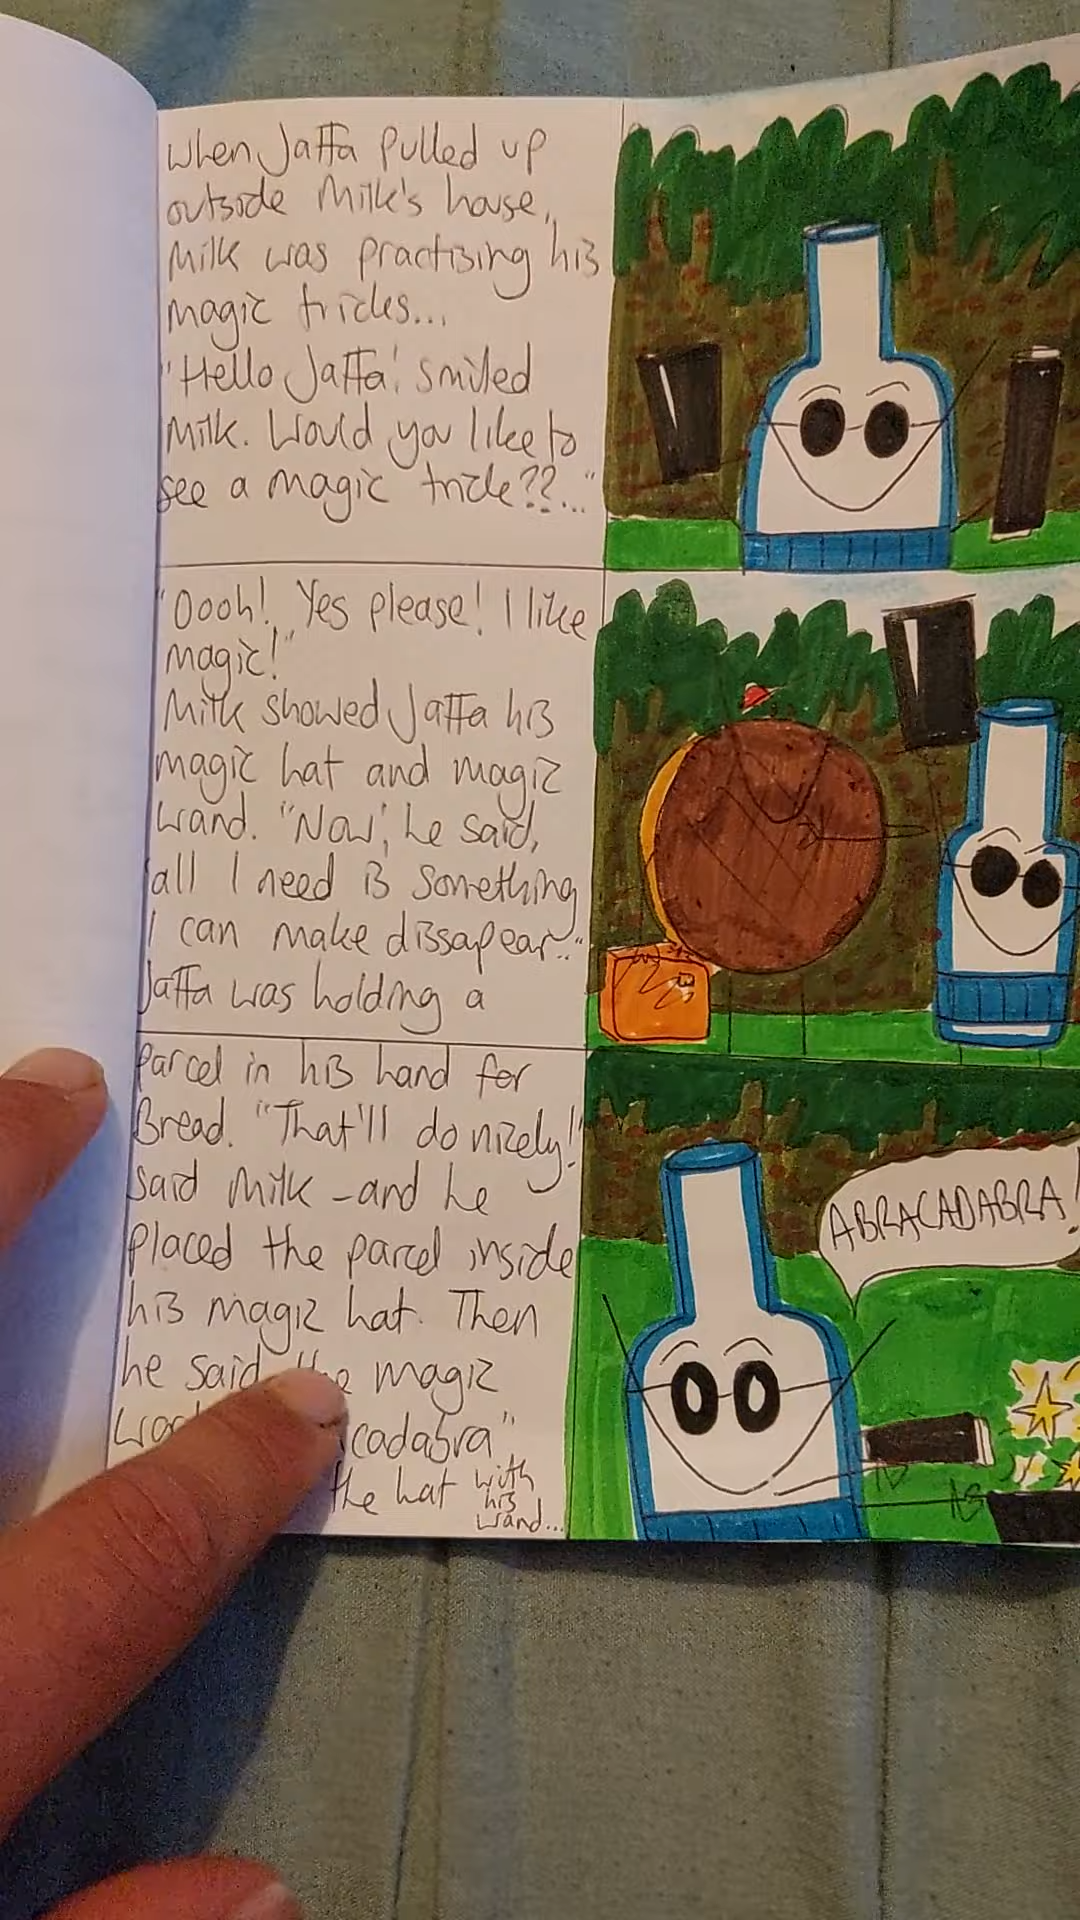 When Jaffa pulled up
outside Milk's house,
Milk was practising his
magic tricks...
"Hello Jaffa', smiled
Milk. Would you like to
see a magic trick??..."
"Oooh! Yes please! I like
magic!"
Milk showed Jaffa his
magic hat and magic
wand. "Now', he said,
all I need is something
I can make dissapear.."
Jaffa was holding a
parcel in his hand for
Bread. "That'll do nicely!"
said Milk - and he
placed the parcel inside
his magic hat. Then
he said the magic
cadabra",
the hat with
his
wand...
ABRACADABRA!